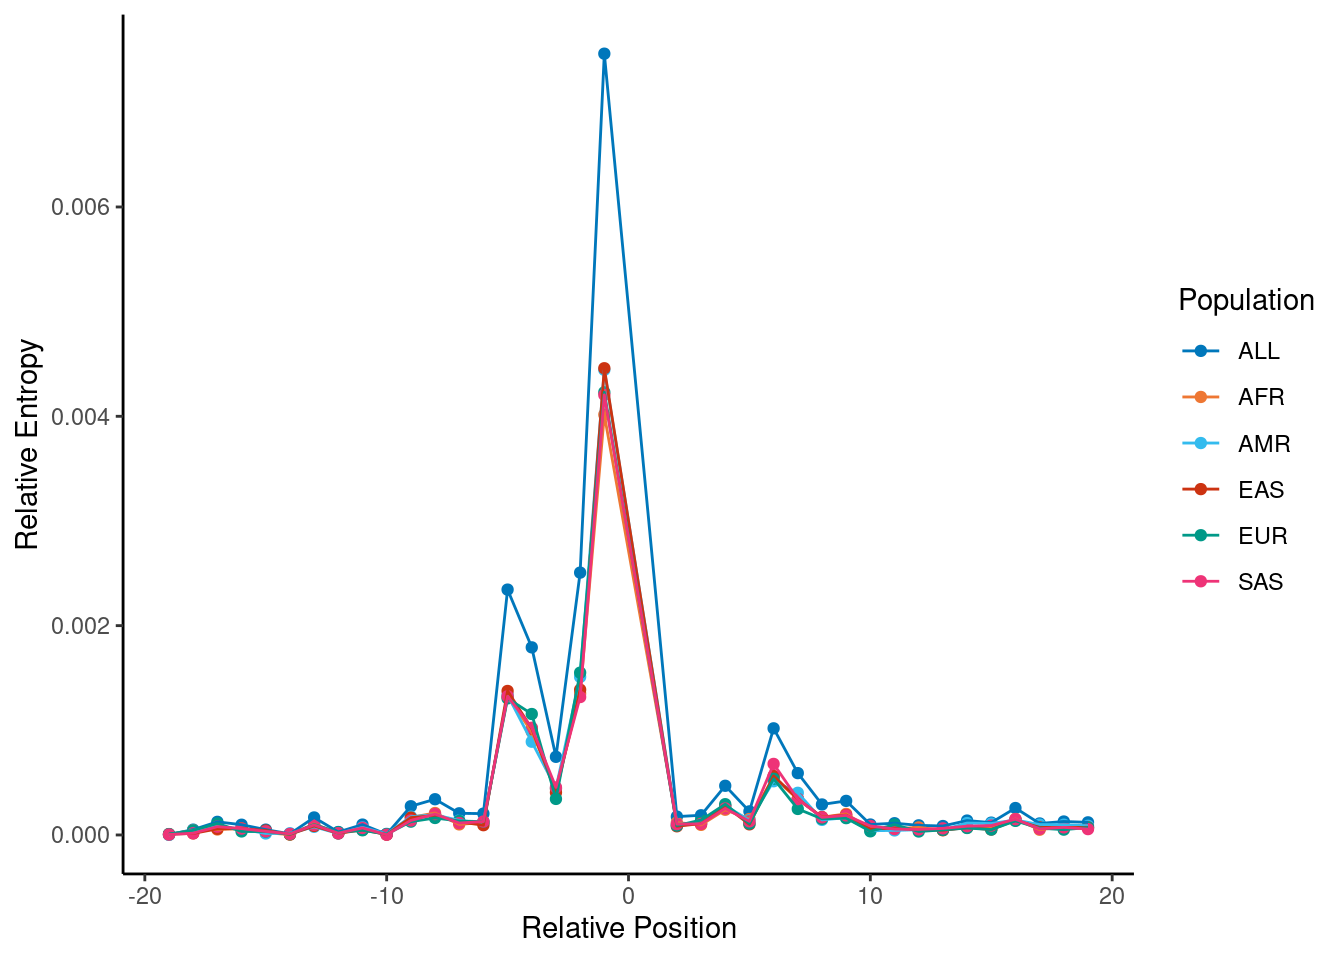 0.006
0.004
0.002
0.000
Relative Entropy
-20
-10
0
10
20
Relative Position
Population
ALL
AFR
AMR
EAS
EUR
SAS